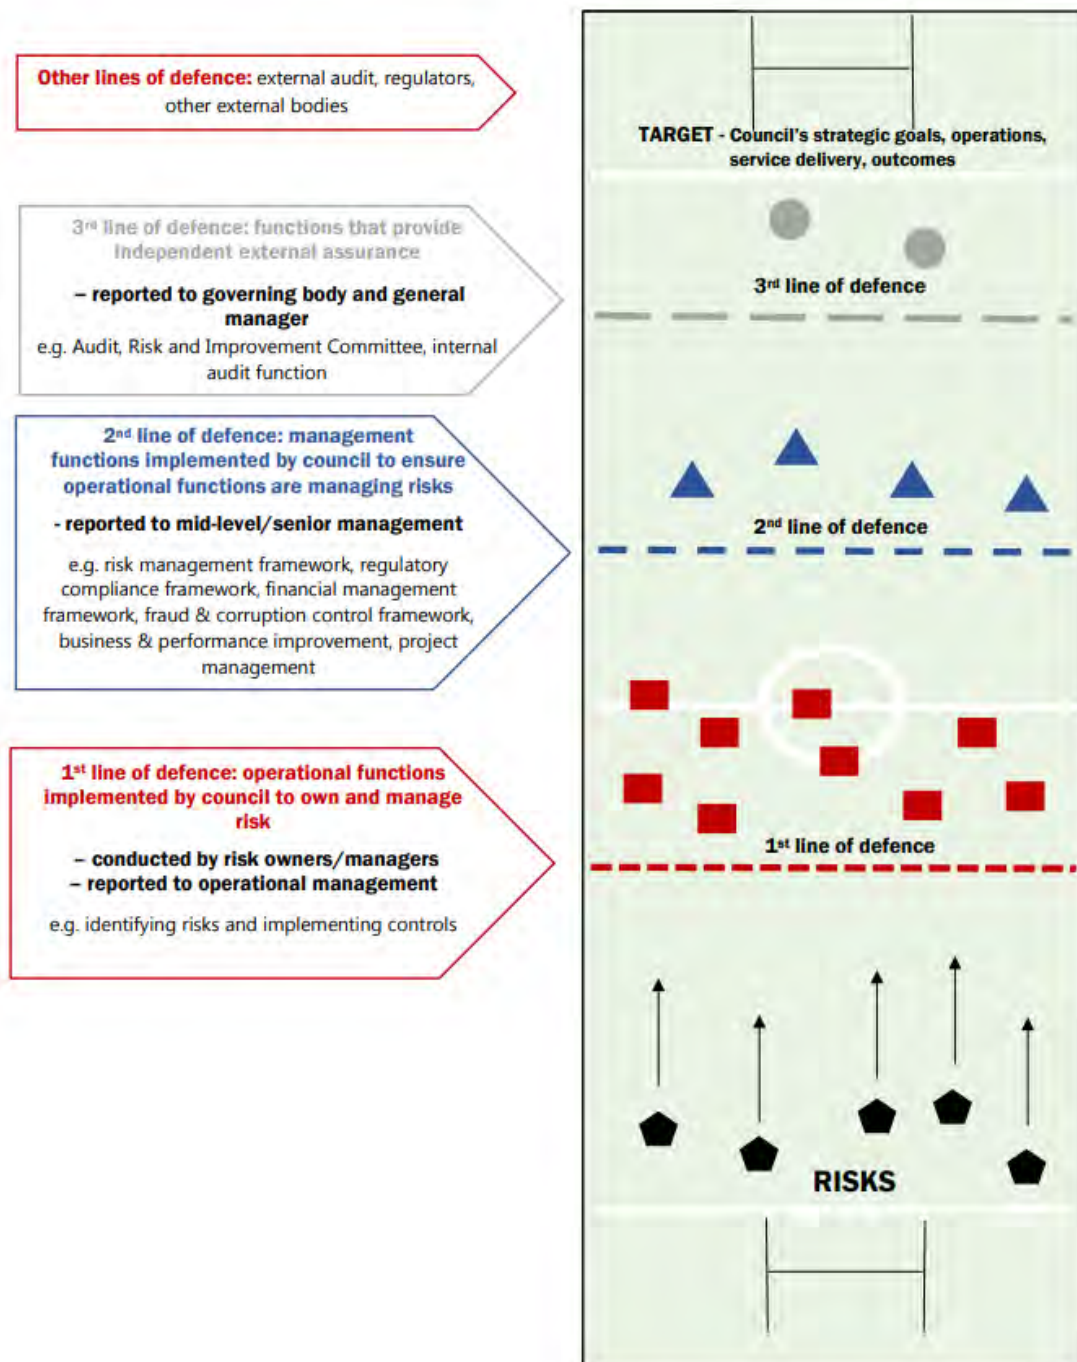 Other lines of defence: external audit, regulators,
other external bodies
3rd line of defence: functions that provide
independent external assurance
– reported to governing body and general
manager
e.g. Audit, Risk and Improvement Committee, internal
audit function
2nd line of defence: management
functions implemented by council to ensure
operational functions are managing risks
- reported to mid-level/senior management
e.g. risk management framework, regulatory
compliance framework, financial management
framework, fraud & corruption control framework,
business & performance improvement, project
management
1st line of defence: operational functions
implemented by council to own and manage
risk
– conducted by risk owners/managers
– reported to operational management
e.g. identifying risks and implementing controls
TARGET - Council's strategic goals, operations,
service delivery, outcomes
3rd line of defence
2nd line of defence
1st line of defence
RISKS